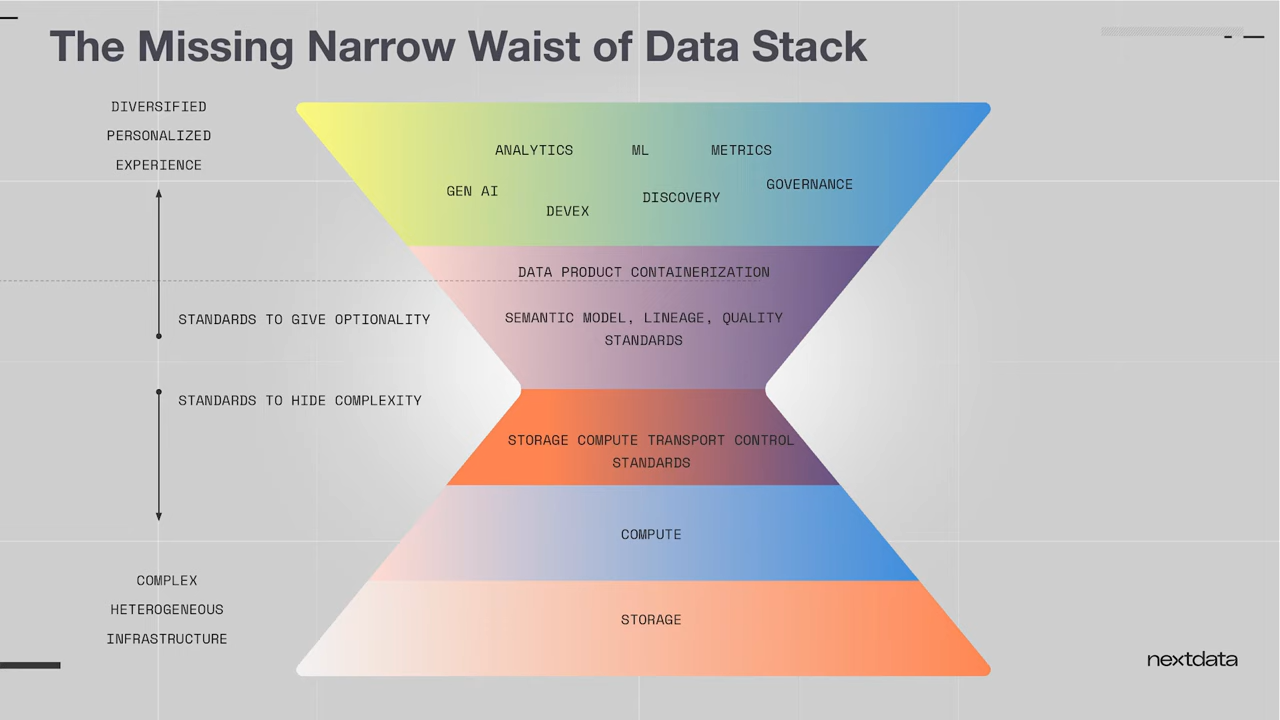 The Missing Narrow Waist of Data Stack
DIVERSIFIED
PERSONALIZED
EXPERIENCE
ANALYTICS ML METRICS
GEN AI DEVEX DISCOVERY GOVERNANCE
DATA PRODUCT CONTAINERIZATION
STANDARDS TO GIVE OPTIONALITY
SEMANTIC MODEL, LINEAGE, QUALITY
STANDARDS
STANDARDS TO HIDE COMPLEXITY
STORAGE COMPUTE TRANSPORT CONTROL
STANDARDS
COMPUTE
COMPLEX
HETEROGENEOUS
INFRASTRUCTURE
STORAGE
nextdata